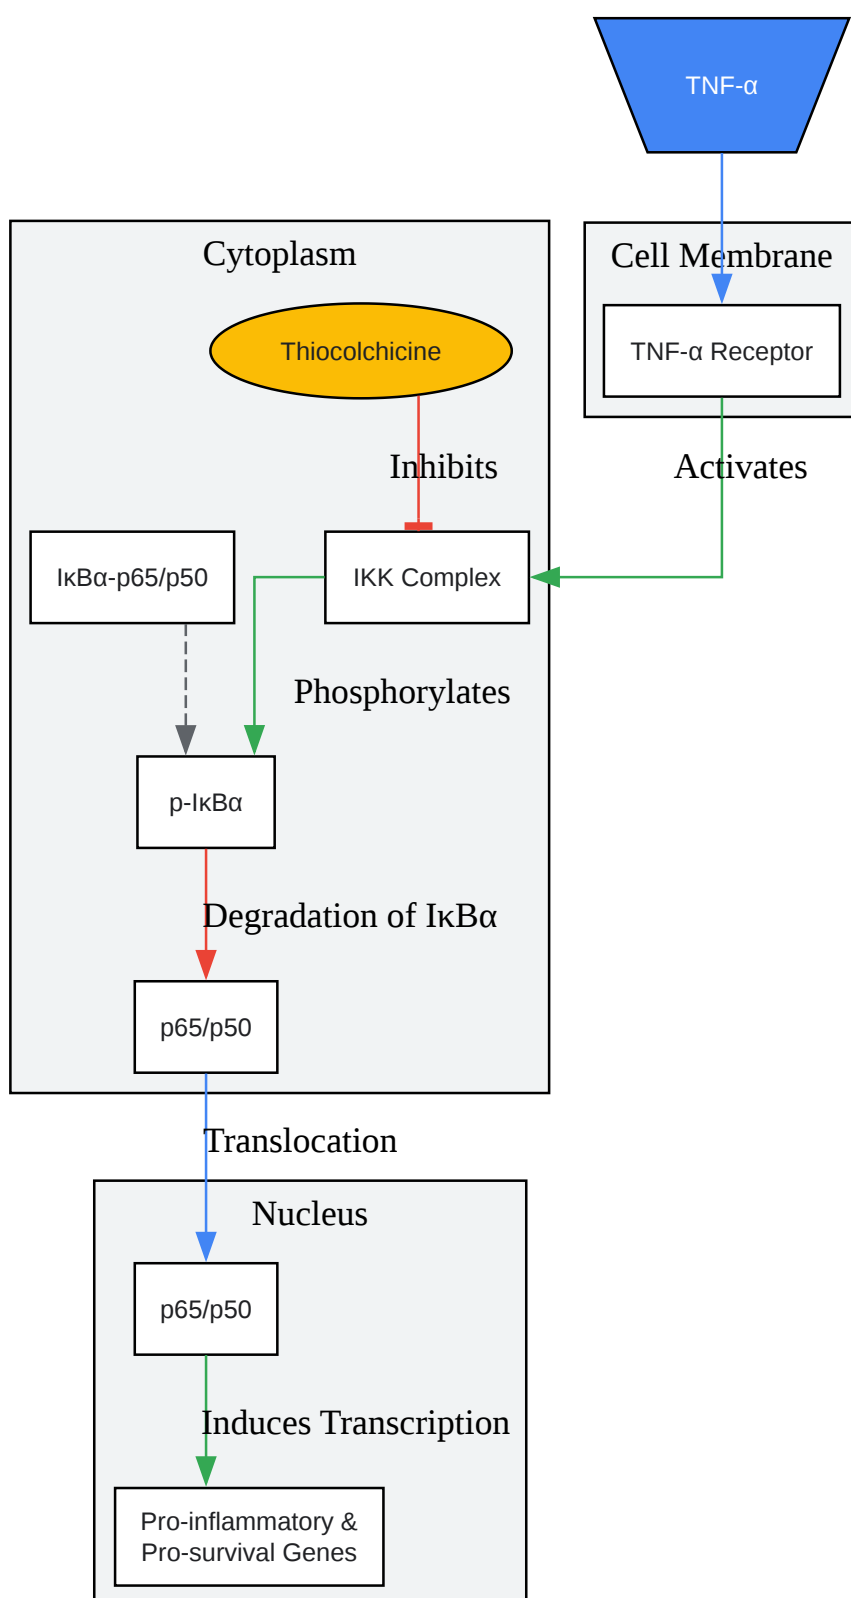 TNF-α
Cytoplasm
Cell Membrane
Thiocolchicine
TNF-α Receptor
Inhibits
Activates
IκBα-p65/p50
IKK Complex
Phosphorylates
p-IκBα
Degradation of IκBα
p65/p50
Translocation
Nucleus
p65/p50
Induces Transcription
Pro-inflammatory &
Pro-survival Genes